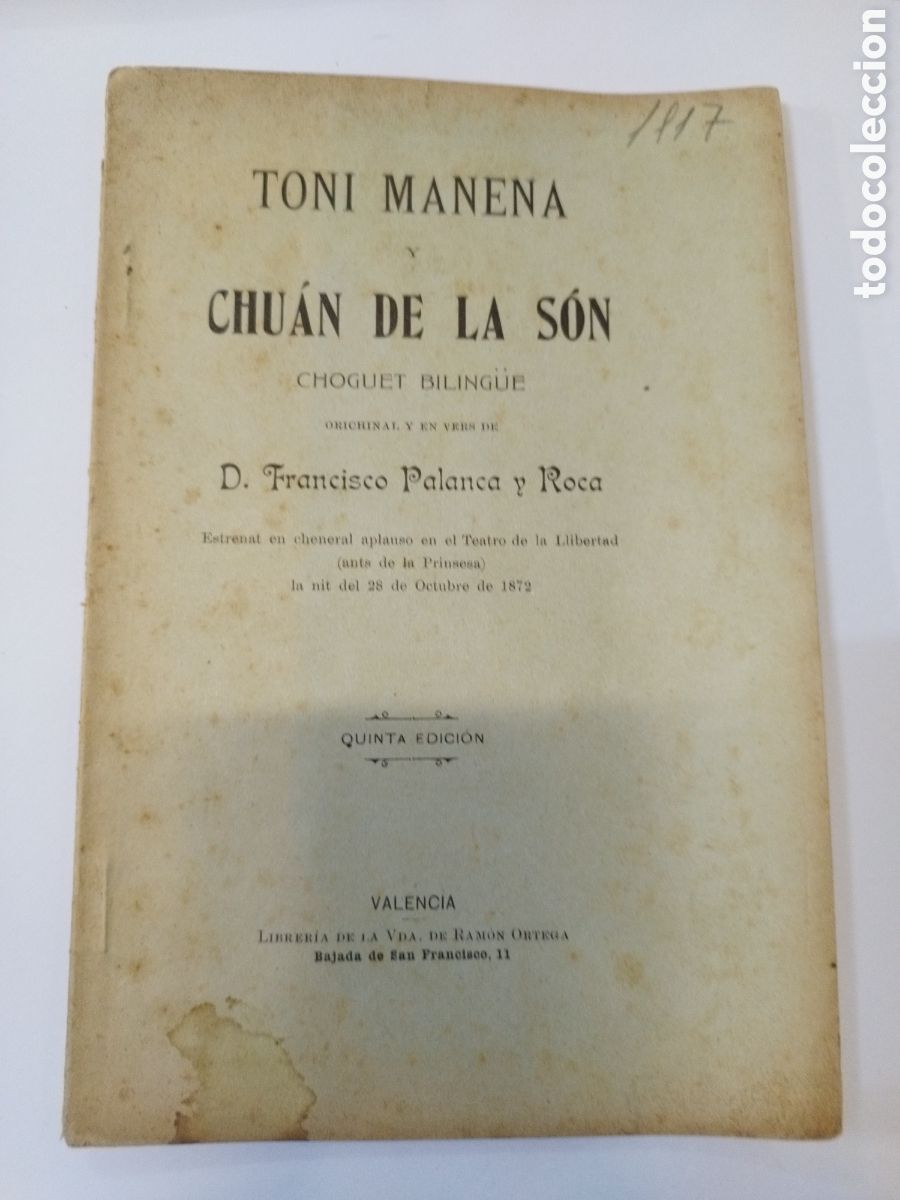 1917
TONI MANENA
Y
CHUÁN DE LA SÓN
CHOGUET BILINGÜE
ORICHINAL Y EN VERS DE
D. Francisco Palanca y Roca
Estrenat en cheneral aplauso en el Teatro de la Llibertad
(ants de la Prinsesa)
la nit del 28 de Octubre de 1872
QUINTA EDICIÓN
VALENCIA
LIBRERÍA DE LA VDA. DE RAMÓN ORTEGA
Bajada de San Francisco, 11
todocoleccion